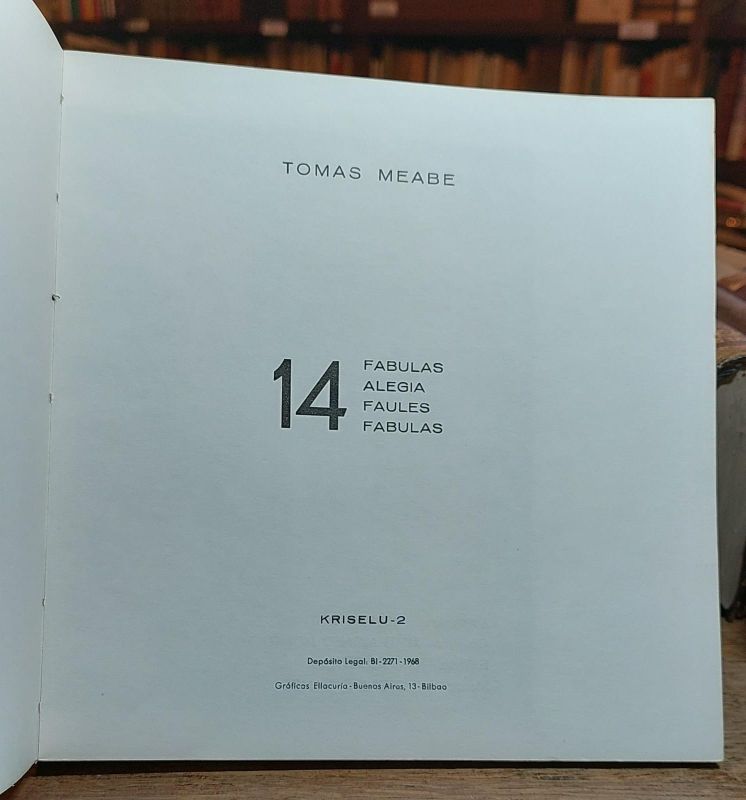 TOMAS MEABE
14
FABULAS
ALEGIA
FAULES
FABULAS
KRISELU-2
Depósito Legal: BI-2271-1968
Gráficas Ellacuría-Buenos Aires, 13-Bilbao